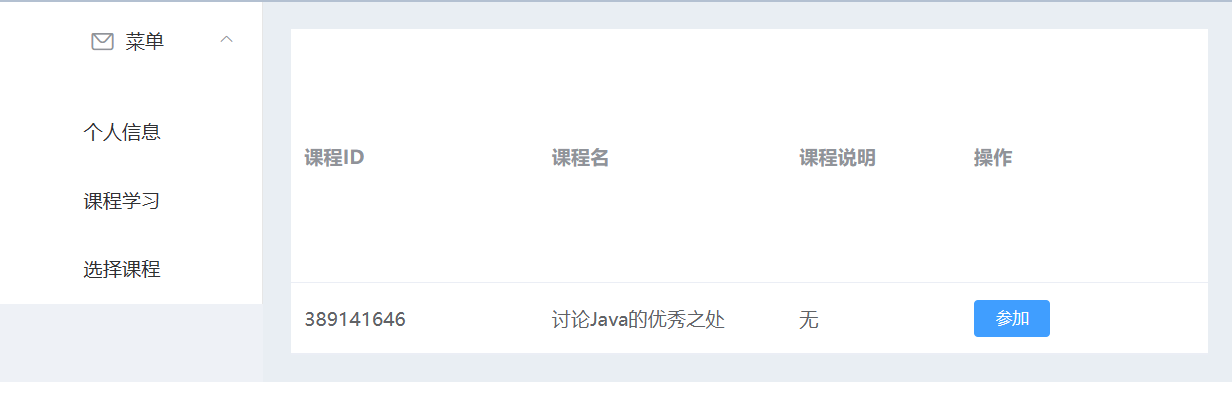 菜单
个人信息
课程学习
选择课程
课程ID 课程名 课程说明 操作
389141646 讨论Java的优秀之处 无 参加